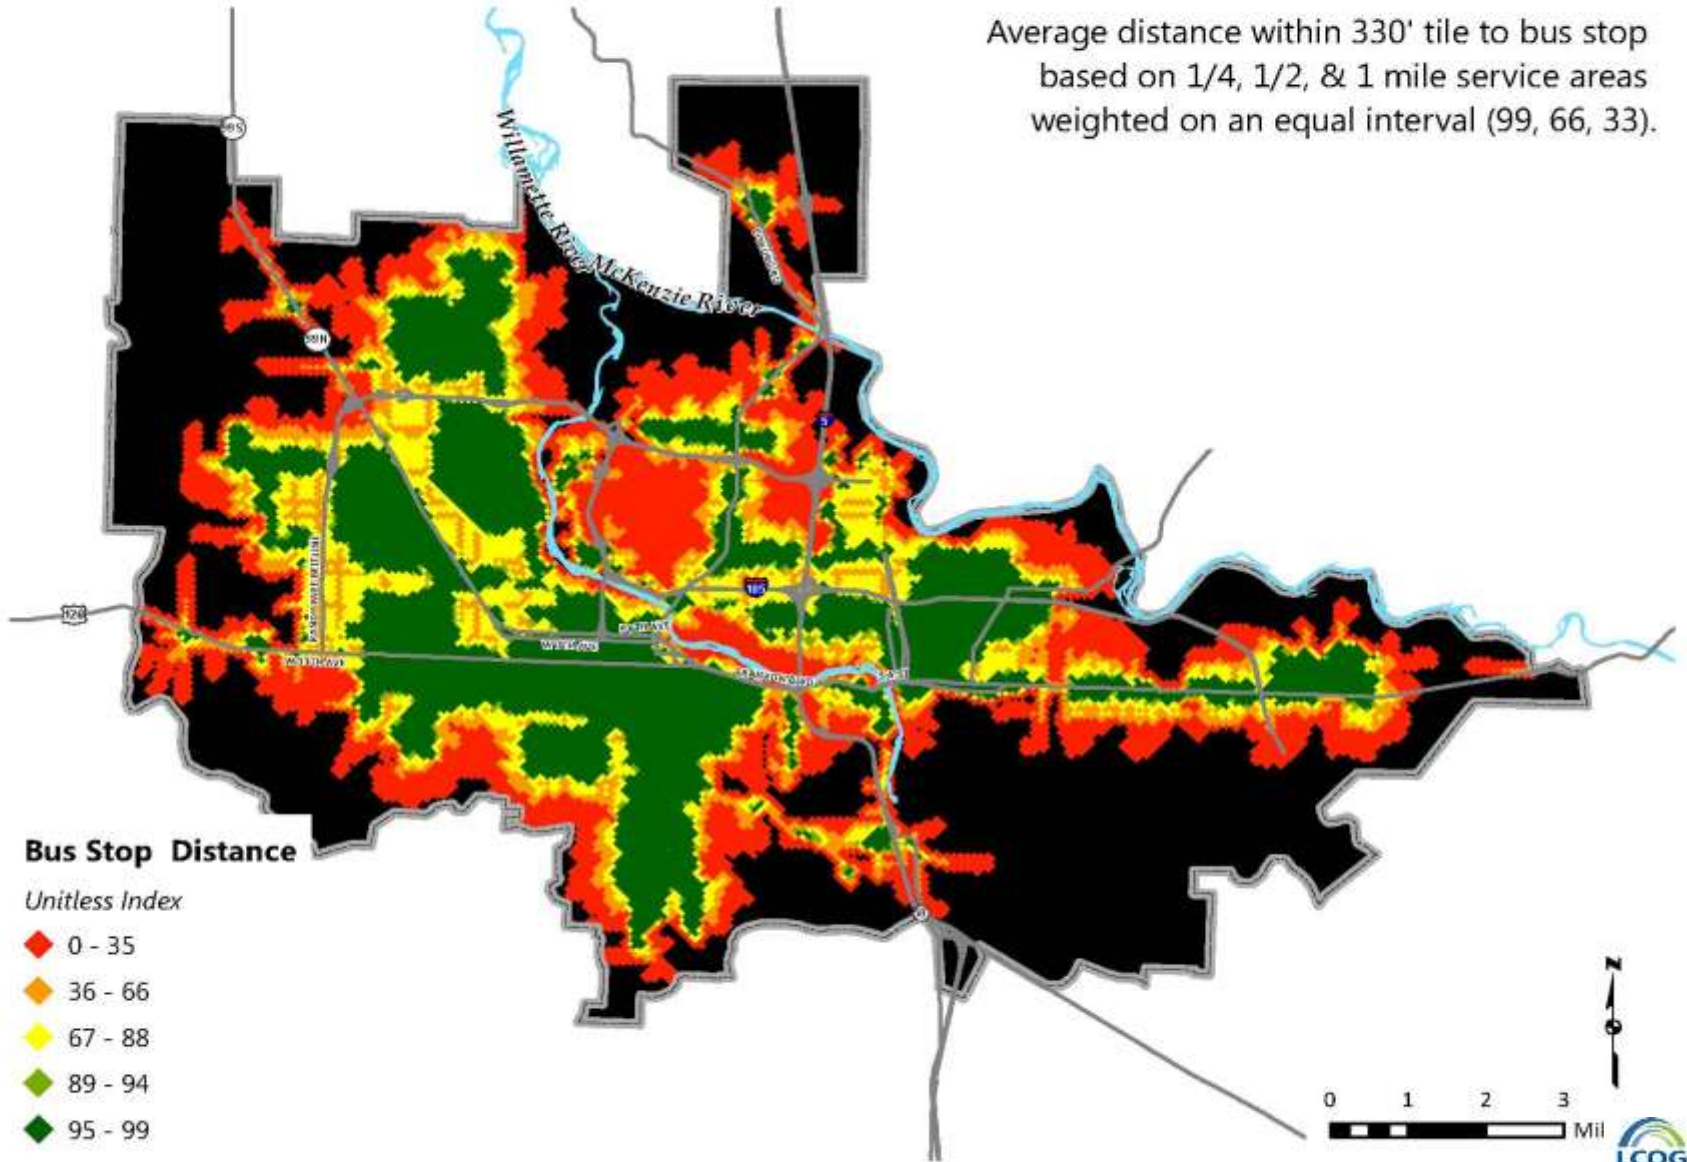 Average distance within 330' tile to bus stop
based on 1/4, 1/2, & 1 mile service areas
weighted on an equal interval (99, 66, 33).
99S
Willamette River
McKenzie River
99N
5
105
126
W 11TH AVE
Bus Stop Distance
Unitless Index
0 - 35
36 - 66
67 - 88
89 - 94
95 - 99
N
0 1 2 3
Mil
LCOG